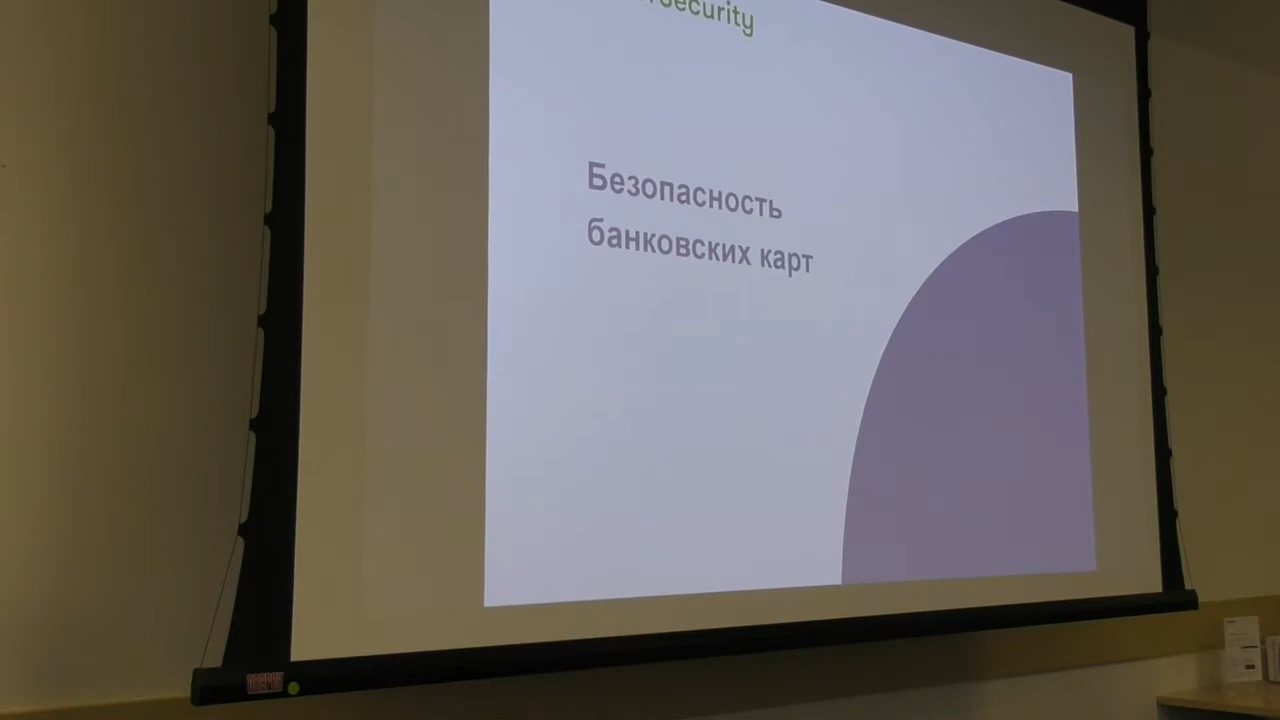 Безопасность
банковских карт